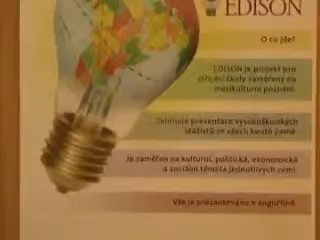 EDISON
O co jde?
EDISON je projekt pro
střední školy zaměřený na
mezikulturní poznání.
Zahrnuje prezentace vysokoškolských
stážistů ze všech koutů země
Je zaměřen na kulturní, politická, ekonomická
a sociální témata jednotlivých zemí
Vše je prezentováno v angličtině